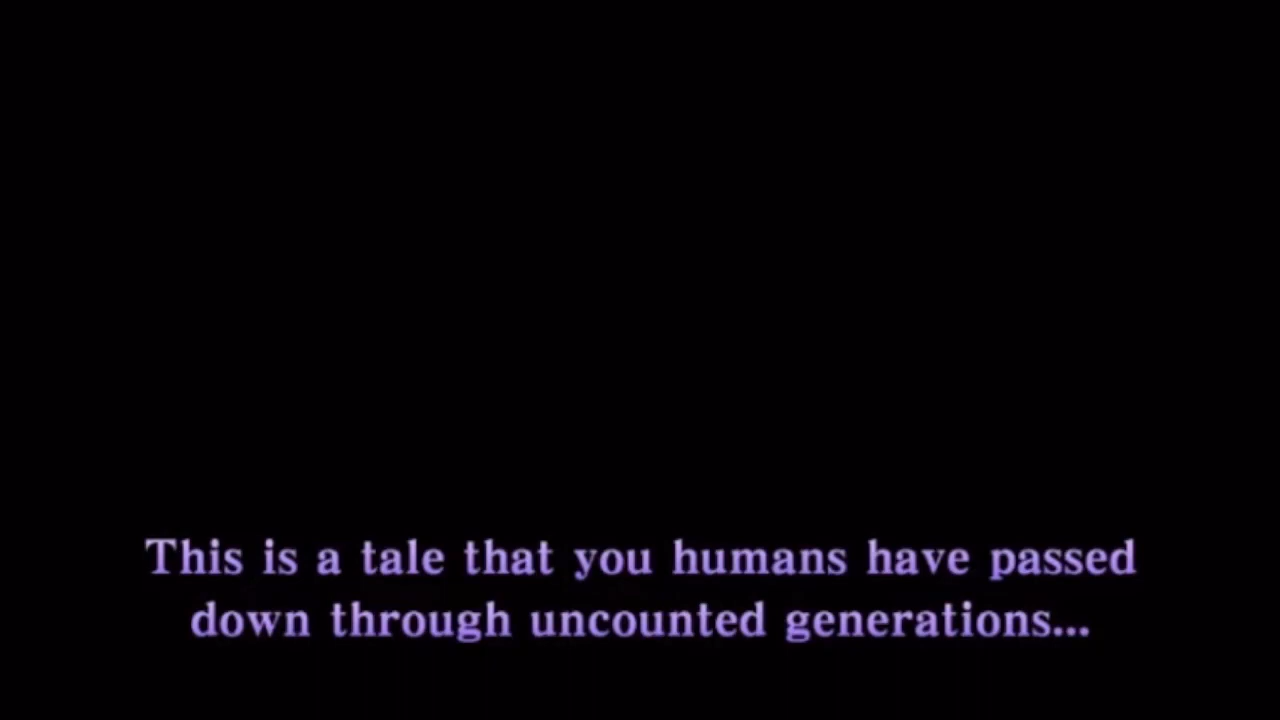 This is a tale that you humans have passed
down through uncounted generations...